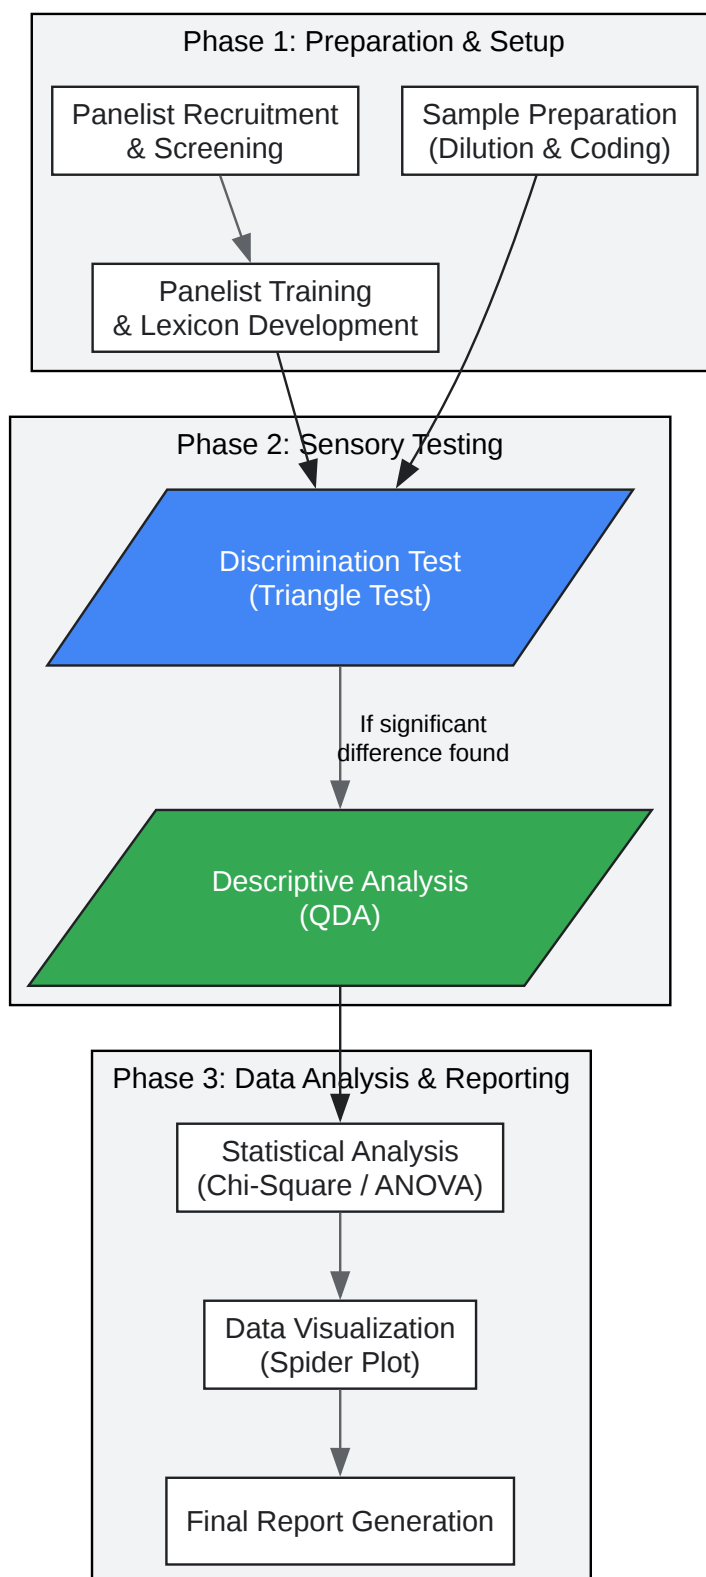 Phase 1: Preparation & Setup
Panelist Recruitment
& Screening
Sample Preparation
(Dilution & Coding)
Panelist Training
& Lexicon Development
Phase 2: Sensory Testing
Discrimination Test
(Triangle Test)
If significant
difference found
Descriptive Analysis
(QDA)
Phase 3: Data Analysis & Reporting
Statistical Analysis
(Chi-Square / ANOVA)
Data Visualization
(Spider Plot)
Final Report Generation